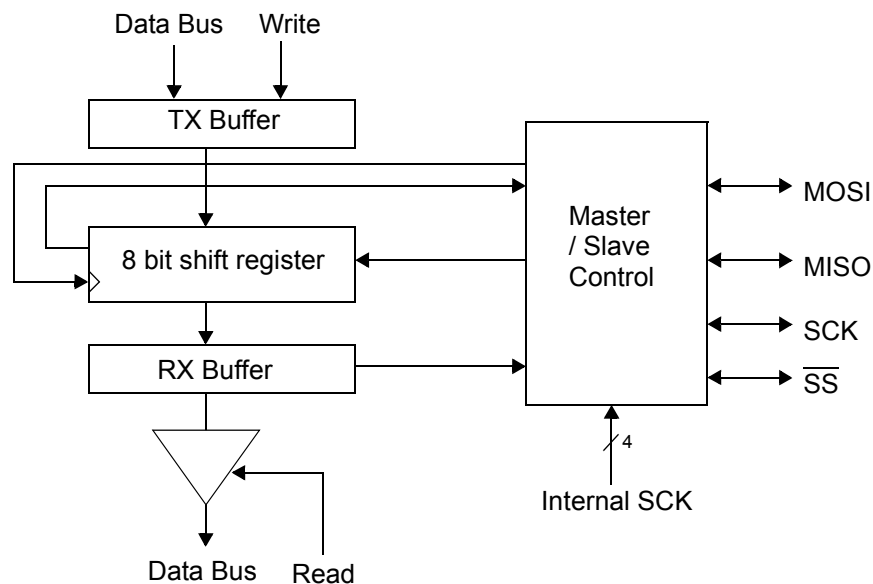 Data Bus Write
TX Buffer
8 bit shift register
RX Buffer
Data Bus Read
Master
/ Slave
Control
MOSI
MISO
SCK
SS
4
Internal SCK